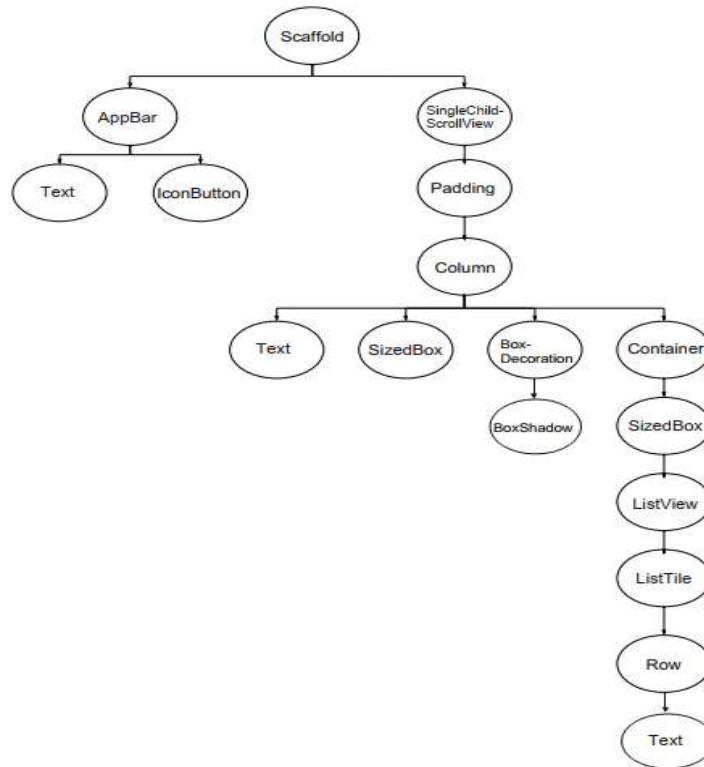 Scaffold
AppBar
SingleChild-
ScrollView
Text
IconButton
Padding
Column
Text
SizedBox
Box-
Decoration
Container
BoxShadow
SizedBox
ListView
ListTile
Row
Text